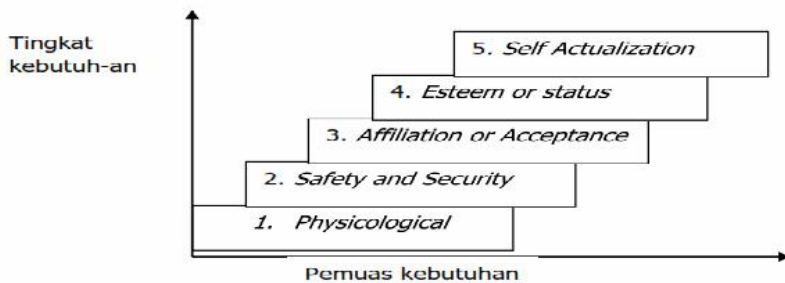 Tingkat
kebutuh-an
5. Self Actualization
4. Esteem or status
3. Affiliation or Acceptance
2. Safety and Security
1. Physicological
Pemuas kebutuhan